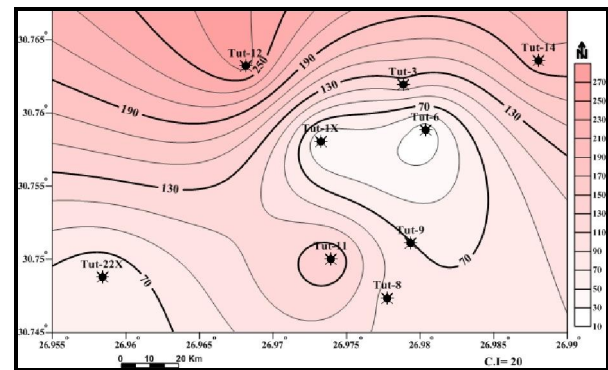 30.765
Tut-12
250
Tut-14
N
Tut-3
190
130
270
250
230
210
190
170
150
130
110
90
70
50
30
10
30.76
190
70
130
Tut-6
Tut-1X
30.755
130
Tut-9
30.75
Tut-11
Tut-22X
70
70
Tut-8
30.745
26.955° 26.96° 26.965° 26.97° 26.975° 26.98° 26.985° 26.99°
0 10 20 Km
C.I= 20